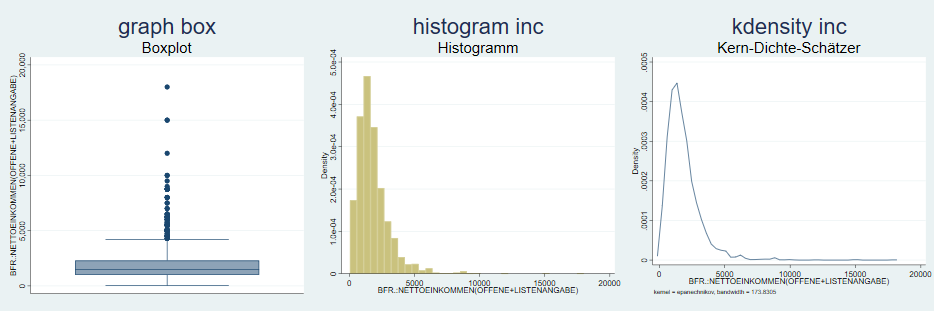 graph box
Boxplot
BFR::NETTOEINKOMMEN(OFFENE+LISTENANGABE)
20,000
15,000
10,000
5,000
0
histogram inc
Histogramm
Density
5.0e-04
4.0e-04
3.0e-04
2.0e-04
1.0e-04
0
0 5000 10000 15000 20000
BFR::NETTOEINKOMMEN(OFFENE+LISTENANGABE)
kdensity inc
Kern-Dichte-Schätzer
Density
.0005
.0004
.0003
.0002
.0001
0
0 5000 10000 15000 20000
BFR::NETTOEINKOMMEN(OFFENE+LISTENANGABE)
kernel = epanechnikov, bandwidth = 173.8305